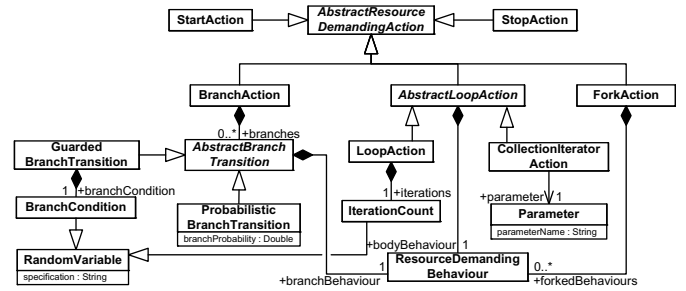 AbstractResource
DemandingAction
StartAction
StopAction
BranchAction
AbstractLoopAction
ForkAction
0..* +branches
Guarded
BranchTransition
AbstractBranch
Transition
LoopAction
CollectionIterator
Action
1 +branchCondition
1 +iterations
+parameter 1
BranchCondition
Probabilistic
BranchTransition
branchProbability : Double
IterationCount
Parameter
parameterName : String
RandomVariable
specification : String
+bodyBehaviour 1
1
+branchBehaviour
ResourceDemanding
Behaviour
0..*
+forkedBehaviours